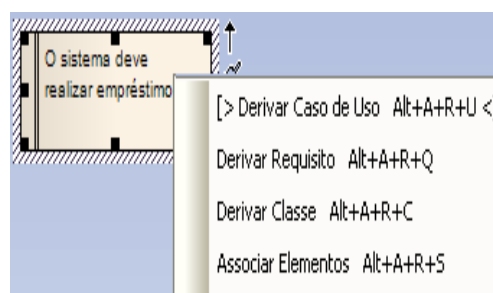 O sistema deve
realizar empréstimo
[> Derivar Caso de Uso Alt+A+R+U <
Derivar Requisito Alt+A+R+Q
Derivar Classe Alt+A+R+C
Associar Elementos Alt+A+R+S